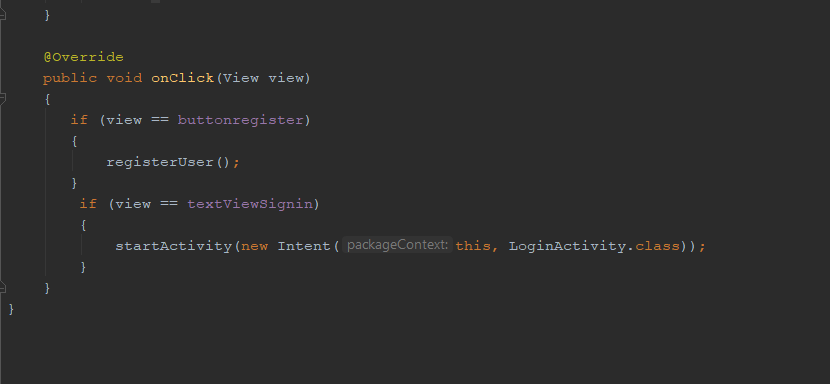 }
@Override
public void onClick(View view)
{
if (view == buttonregister)
{
registerUser();
}
if (view == textViewSignin)
{
startActivity(new Intent( packageContext: this, LoginActivity.class));
}
}
}